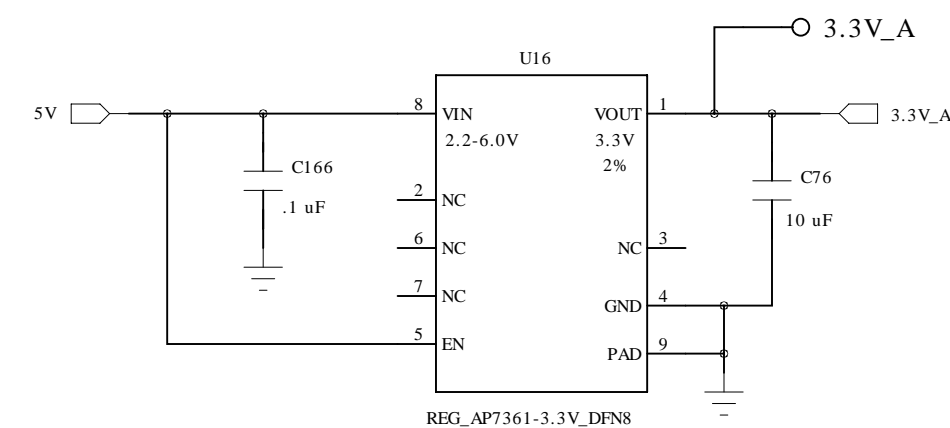 3.3V_A
U16
5V
8
VIN
VOUT
1
3.3V_A
2.2-6.0V
3.3V
2%
C166
.1 uF
C76
10 uF
2
NC
6
NC
NC
3
7
NC
GND
4
5
EN
PAD
9
REG_AP7361-3.3V_DFN8